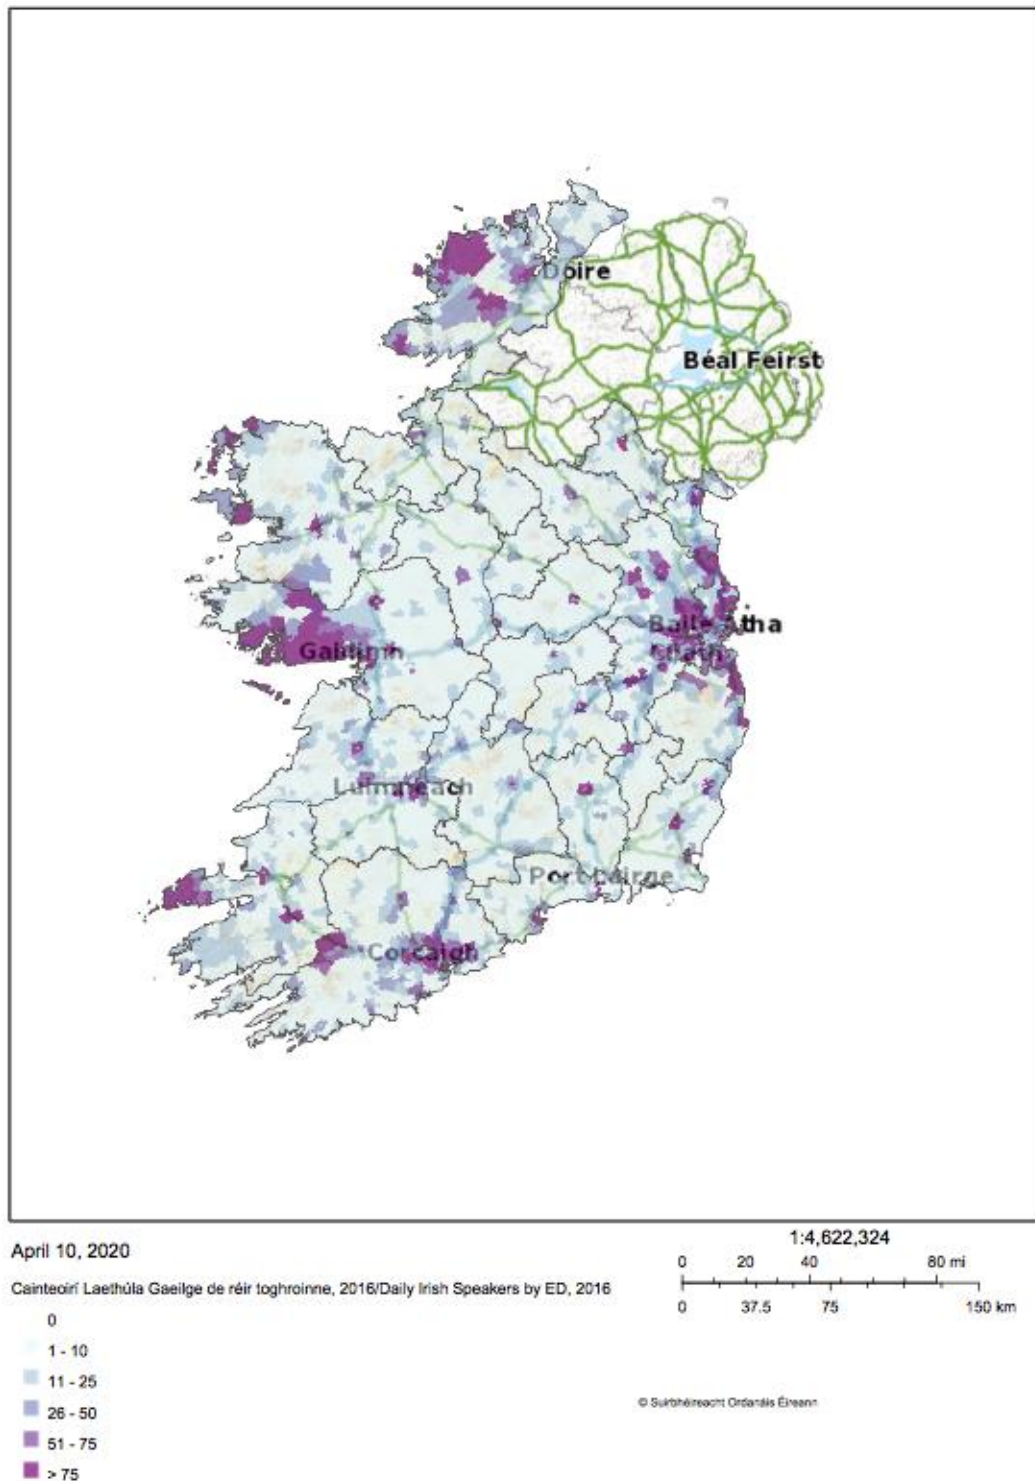 Doire
Béal Feirst
Baile Átha
Cliath
Gaillimh
Luimneach
Port Láirge
Corcaigh
April 10, 2020
1:4,622,324
0 20 40 80 mi
0 37.5 75 150 km
Cainteoirí Laethúla Gaeilge de réir toghroinne, 2016/Daily Irish Speakers by ED, 2016
0
1 - 10
11 - 25
26 - 50
51 - 75
> 75
© Suirbhéireacht Ordanáis Éireann